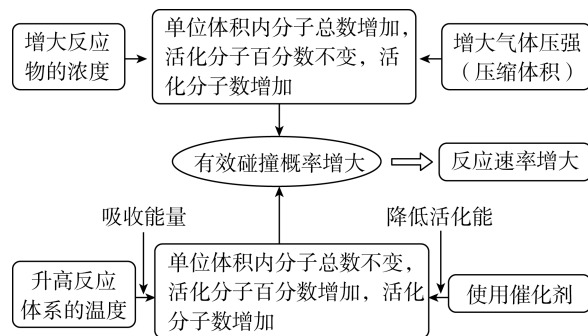 增大反应
物的浓度
单位体积内分子总数增加，
活化分子百分数不变，活
化分子数增加
增大气体压强
（压缩体积）
有效碰撞概率增大
反应速率增大
吸收能量
降低活化能
升高反应
体系的温度
单位体积内分子总数不变，
活化分子百分数增加，活化
分子数增加
使用催化剂